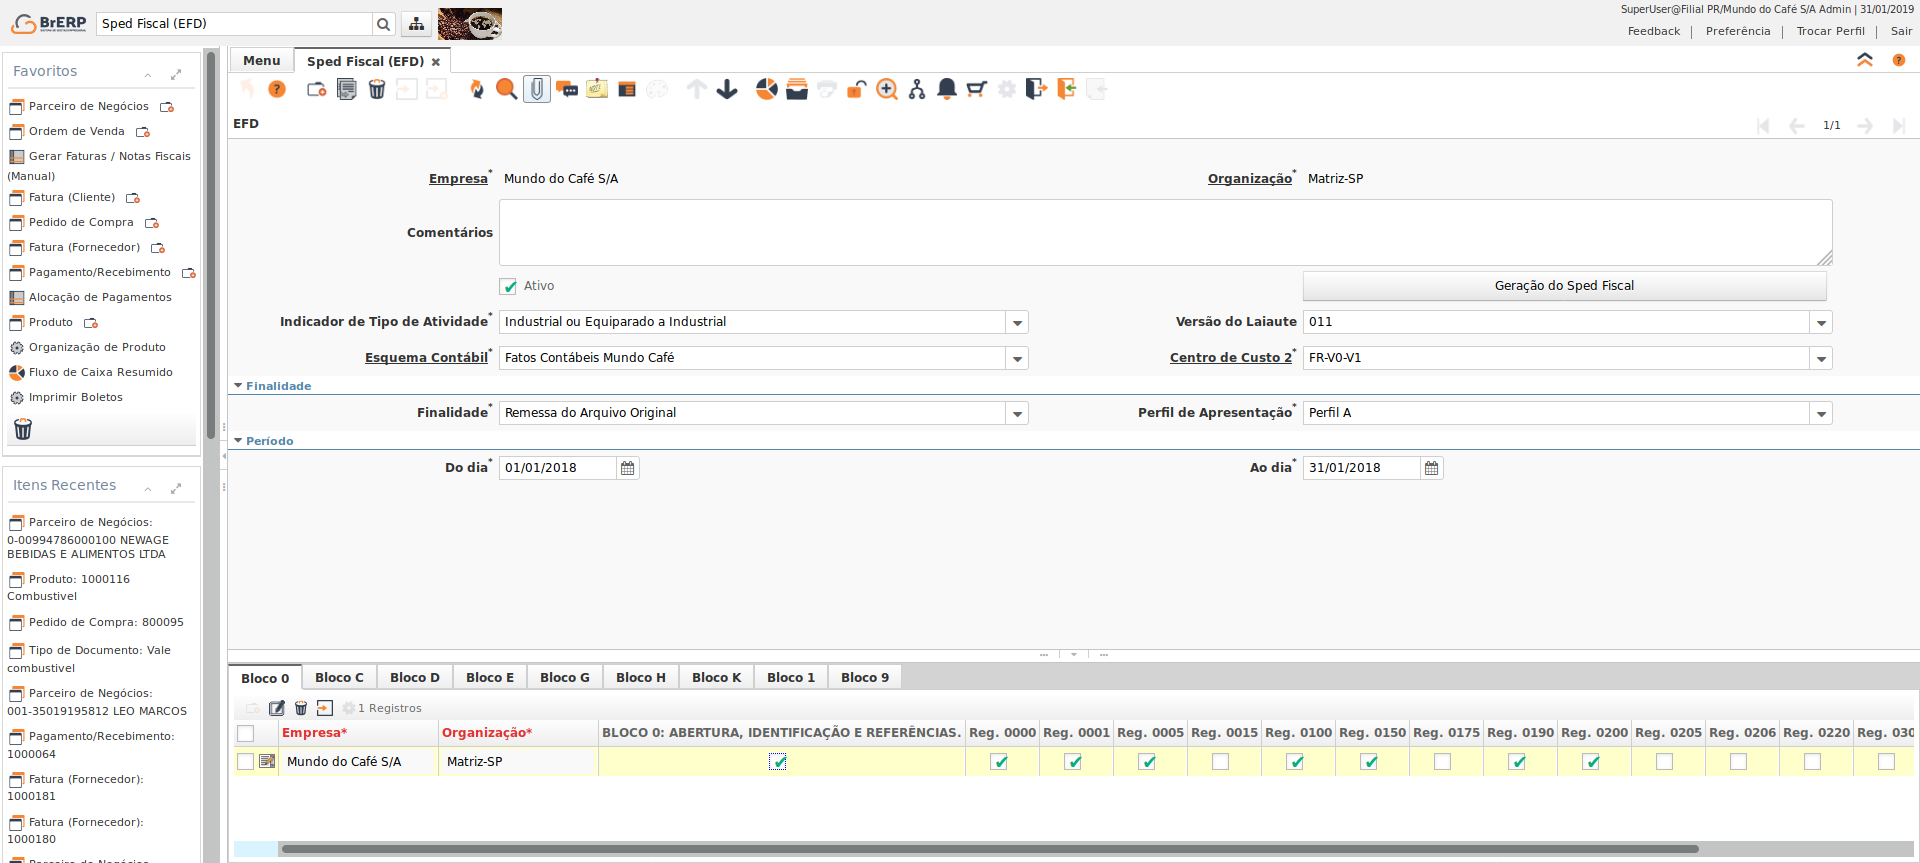 BrERP
Sped Fiscal (EFD)
SuperUser@Filial PR/Mundo do Café S/A Admin | 31/01/2019
Feedback | Preferência | Trocar Perfil | Sair
Favoritos
Parceiro de Negócios
Ordem de Venda
Gerar Faturas / Notas Fiscais
(Manual)
Fatura (Cliente)
Pedido de Compra
Fatura (Fornecedor)
Pagamento/Recebimento
Alocação de Pagamentos
Produto
Organização de Produto
Fluxo de Caixa Resumido
Imprimir Boletos
Itens Recentes
Parceiro de Negócios:
0-00994786000100 NEWAGE
BEBIDAS E ALIMENTOS LTDA
Produto: 1000116
Combustivel
Pedido de Compra: 800095
Tipo de Documento: Vale
combustivel
Parceiro de Negócios:
001-35019195812 LEO MARCOS
Pagamento/Recebimento:
1000064
Fatura (Fornecedor):
1000181
Fatura (Fornecedor):
1000180
Menu
Sped Fiscal (EFD)
EFD
1/1
Empresa* Mundo do Café S/A
Organização* Matriz-SP
Comentários
Ativo
Geração do Sped Fiscal
Indicador de Tipo de Atividade* Industrial ou Equiparado a Industrial
Versão do Laiaute 011
Esquema Contábil* Fatos Contábeis Mundo Café
Centro de Custo 2* FR-V0-V1
Finalidade
Finalidade* Remessa do Arquivo Original
Perfil de Apresentação* Perfil A
Período
Do dia* 01/01/2018
Ao dia* 31/01/2018
Bloco 0 Bloco C Bloco D Bloco E Bloco G Bloco H Bloco K Bloco 1 Bloco 9
1 Registros
Empresa* Organização* BLOCO 0: ABERTURA, IDENTIFICAÇÃO E REFERÊNCIAS. Reg. 0000 Reg. 0001 Reg. 0005 Reg. 0015 Reg. 0100 Reg. 0150 Reg. 0175 Reg. 0190 Reg. 0200 Reg. 0205 Reg. 0206 Reg. 0220 Reg. 030
Mundo do Café S/A Matriz-SP